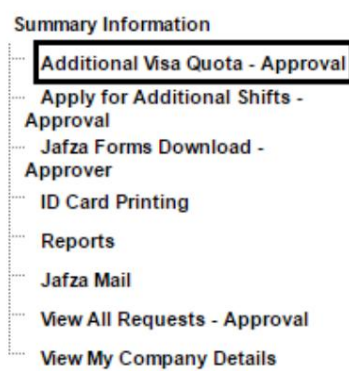 Summary Information
Additional Visa Quota - Approval
Apply for Additional Shifts -
Approval
Jafza Forms Download -
Approver
ID Card Printing
Reports
Jafza Mail
View All Requests - Approval
View My Company Details